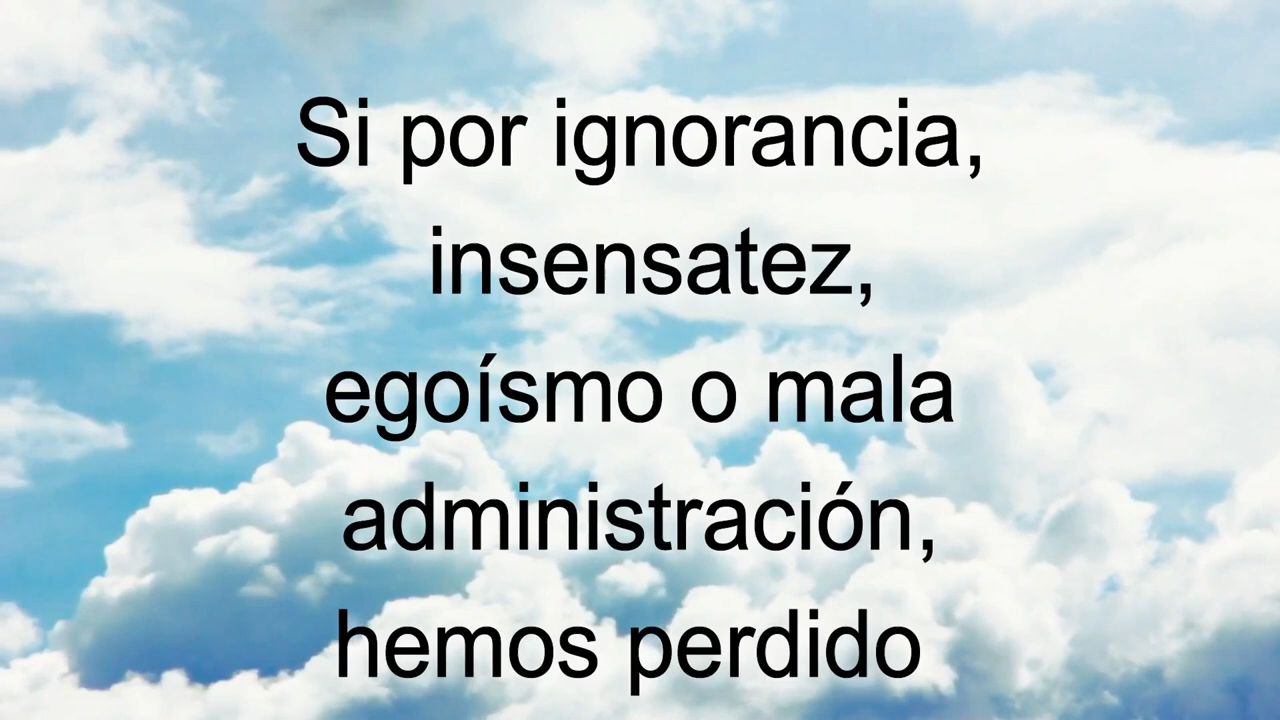 Si por ignorancia,
insensatez,
egoísmo o mala
administración,
hemos perdido